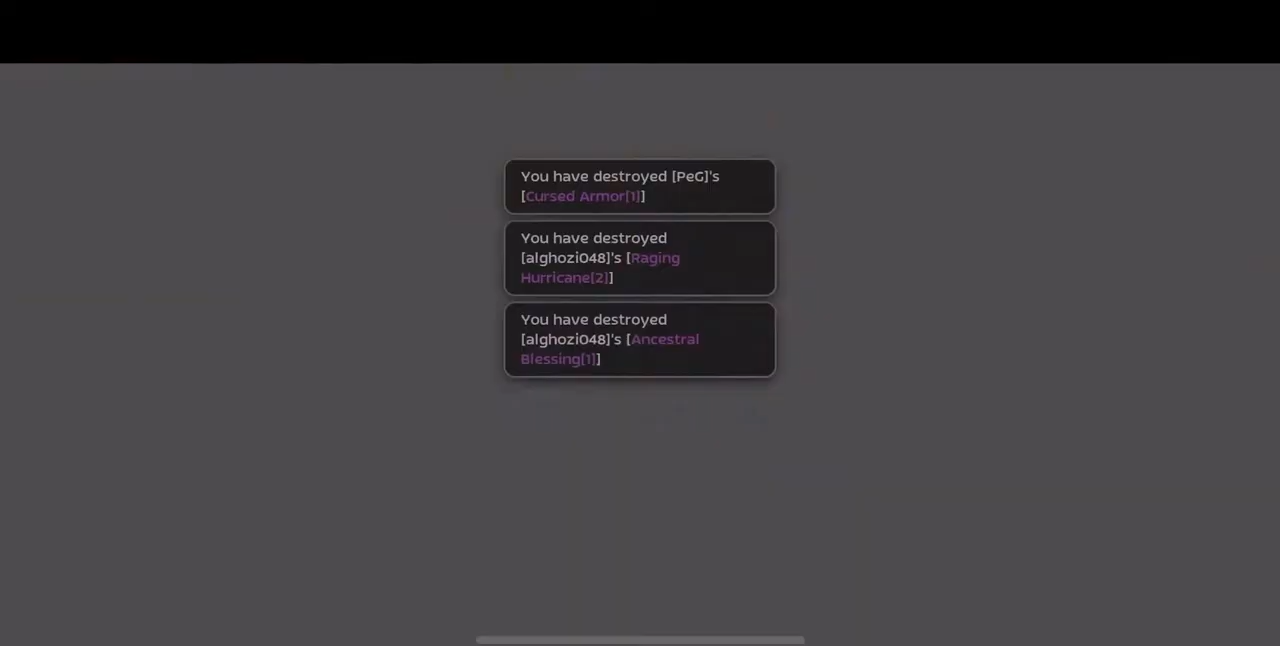 You have destroyed [PeG]'s
[Cursed Armor[1]]
You have destroyed
[alghozi048]'s [Raging
Hurricane[2]]
You have destroyed
[alghozi048]'s [Ancestral
Blessing[1]]